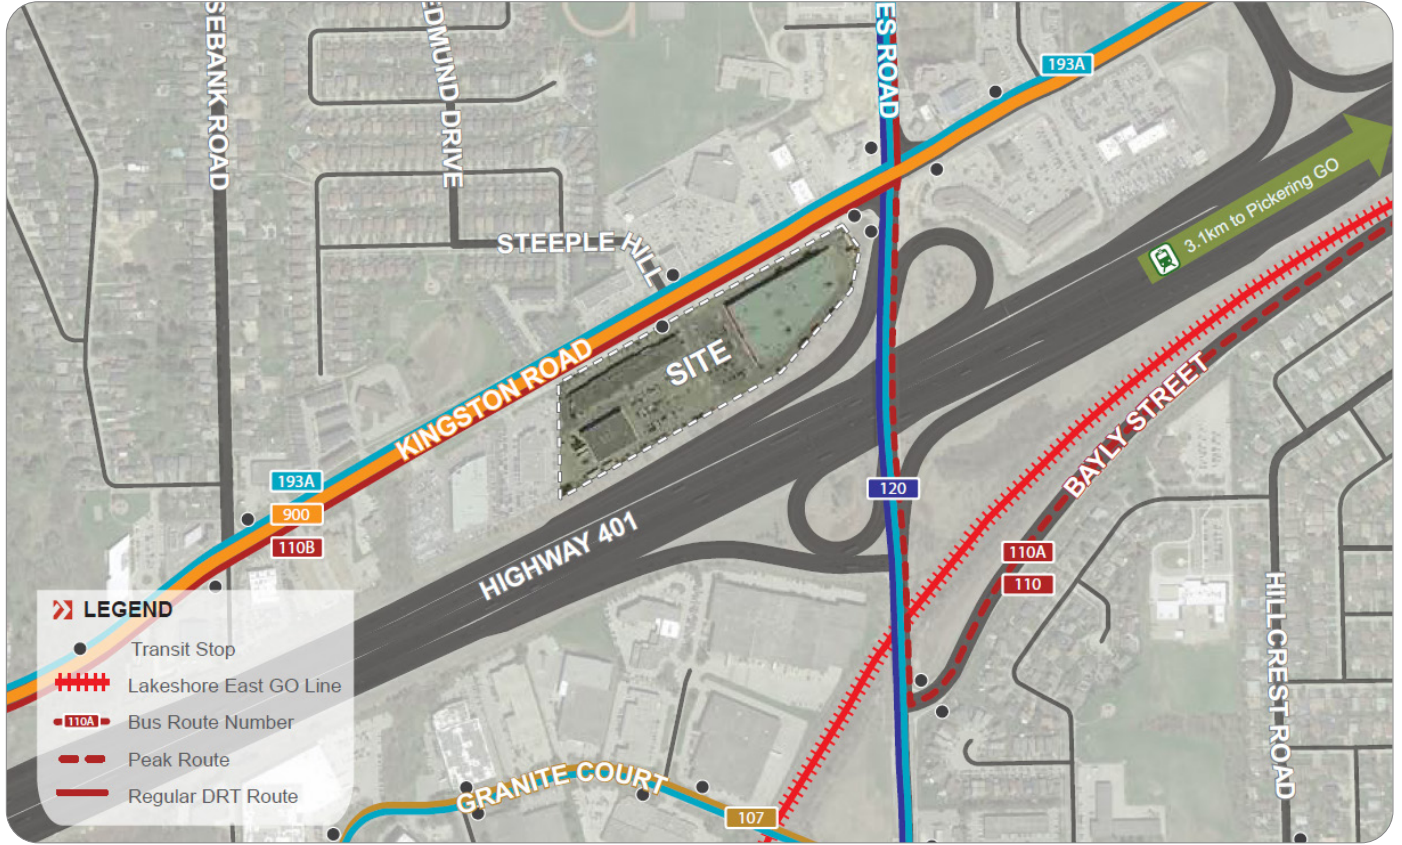 SEBANK ROAD
DMUND DRIVE
ES ROAD
193A
3.1km to Pickering GO
STEEPLE HILL
SITE
KINGSTON ROAD
BAYLY STREET
193A
900
110B
120
HIGHWAY 401
110A
110
HILLCREST ROAD
LEGEND
Transit Stop
Lakeshore East GO Line
110A
Bus Route Number
Peak Route
Regular DRT Route
GRANITE COURT
107